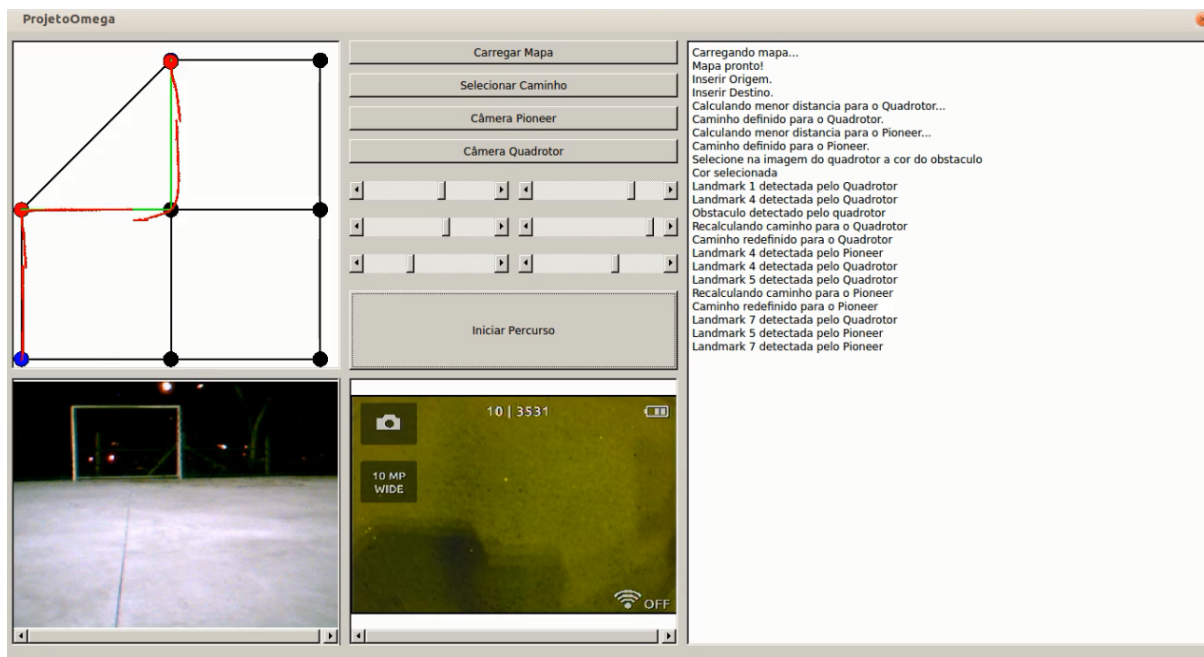 ProjetoOmega
Carregar Mapa
Selecionar Caminho
Câmera Pioneer
Câmera Quadrotor
Iniciar Percurso
Carregando mapa...
Mapa pronto!
Inserir Origem.
Inserir Destino.
Calculando menor distancia para o Quadrotor...
Caminho definido para o Quadrotor.
Calculando menor distancia para o Pioneer...
Caminho definido para o Pioneer.
Selecione na imagem do quadrotor a cor do obstaculo
Cor selecionada
Landmark 1 detectada pelo Quadrotor
Landmark 4 detectada pelo Quadrotor
Obstaculo detectado pelo quadrotor
Recalculando caminho para o Quadrotor
Caminho redefinido para o Quadrotor
Landmark 4 detectada pelo Pioneer
Landmark 4 detectada pelo Quadrotor
Landmark 5 detectada pelo Quadrotor
Recalculando caminho para o Pioneer
Caminho redefinido para o Pioneer
Landmark 7 detectada pelo Quadrotor
Landmark 5 detectada pelo Pioneer
Landmark 7 detectada pelo Pioneer
10 | 3531
10 MP
WIDE
OFF